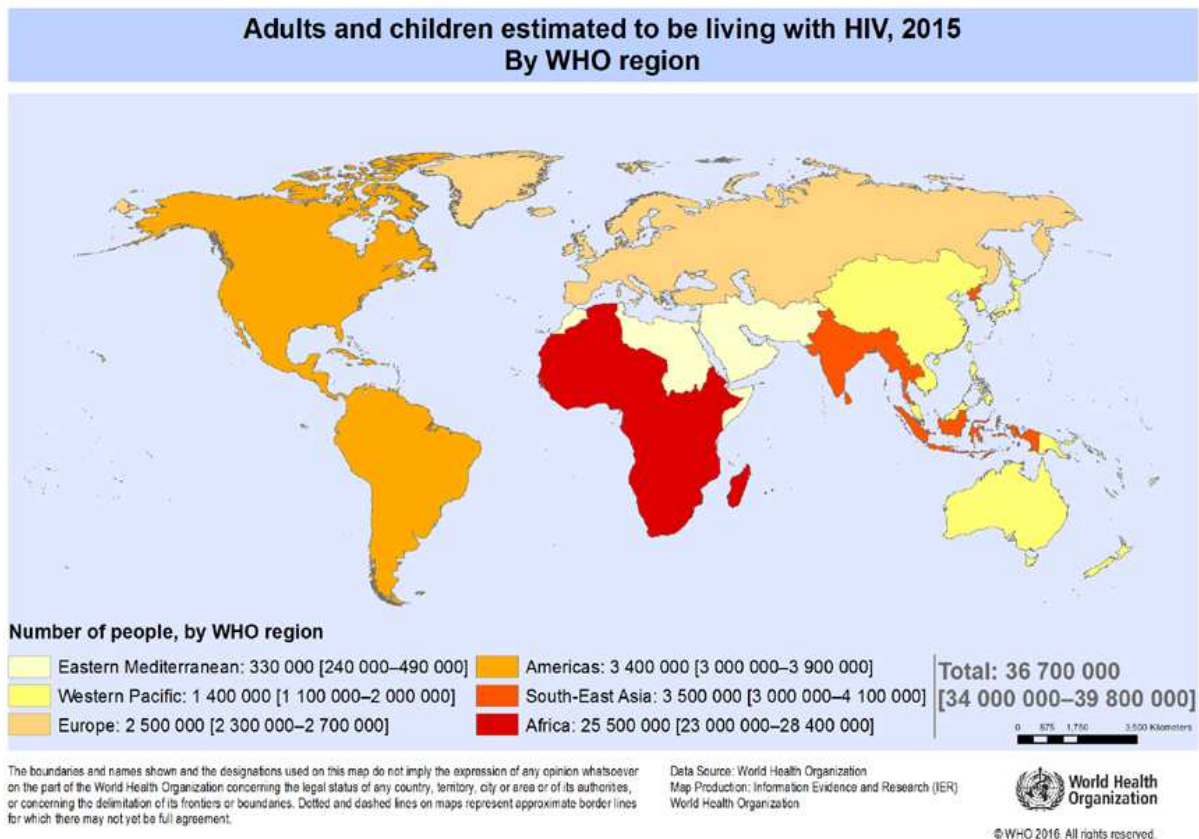 Adults and children estimated to be living with HIV, 2015
By WHO region
Number of people, by WHO region
Eastern Mediterranean: 330 000 [240 000–490 000]
Western Pacific: 1 400 000 [1 100 000–2 000 000]
Europe: 2 500 000 [2 300 000–2 700 000]
Americas: 3 400 000 [3 000 000–3 900 000]
South-East Asia: 3 500 000 [3 000 000–4 100 000]
Africa: 25 500 000 [23 000 000–28 400 000]
Total: 36 700 000
[34 000 000–39 800 000]
0 875 1,750 3,500 Kilometers
The boundaries and names shown and the designations used on this map do not imply the expression of any opinion whatsoever
on the part of the World Health Organization concerning the legal status of any country, territory, city or area or of its authorities,
or concerning the delimitation of its frontiers or boundaries. Dotted and dashed lines on maps represent approximate border lines
for which there may not yet be full agreement.
Data Source: World Health Organization
Map Production: Information Evidence and Research (IER)
World Health Organization
World Health
Organization
© WHO 2016. All rights reserved.